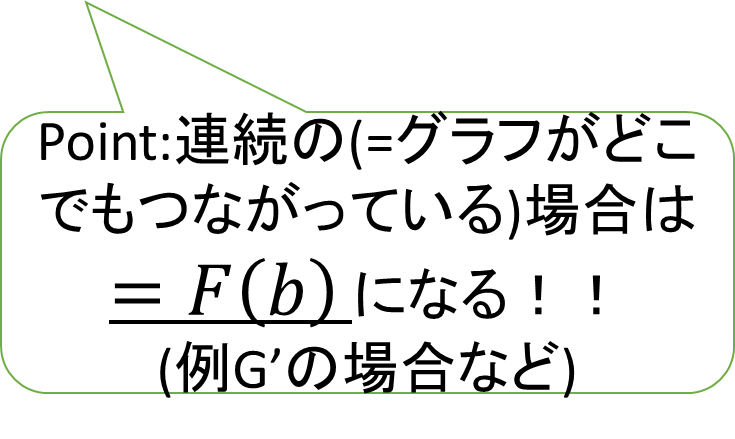 Point:連続の(=グラフがどこ
でもつながっている)場合は
= F(b) になる！！
(例G’の場合など)